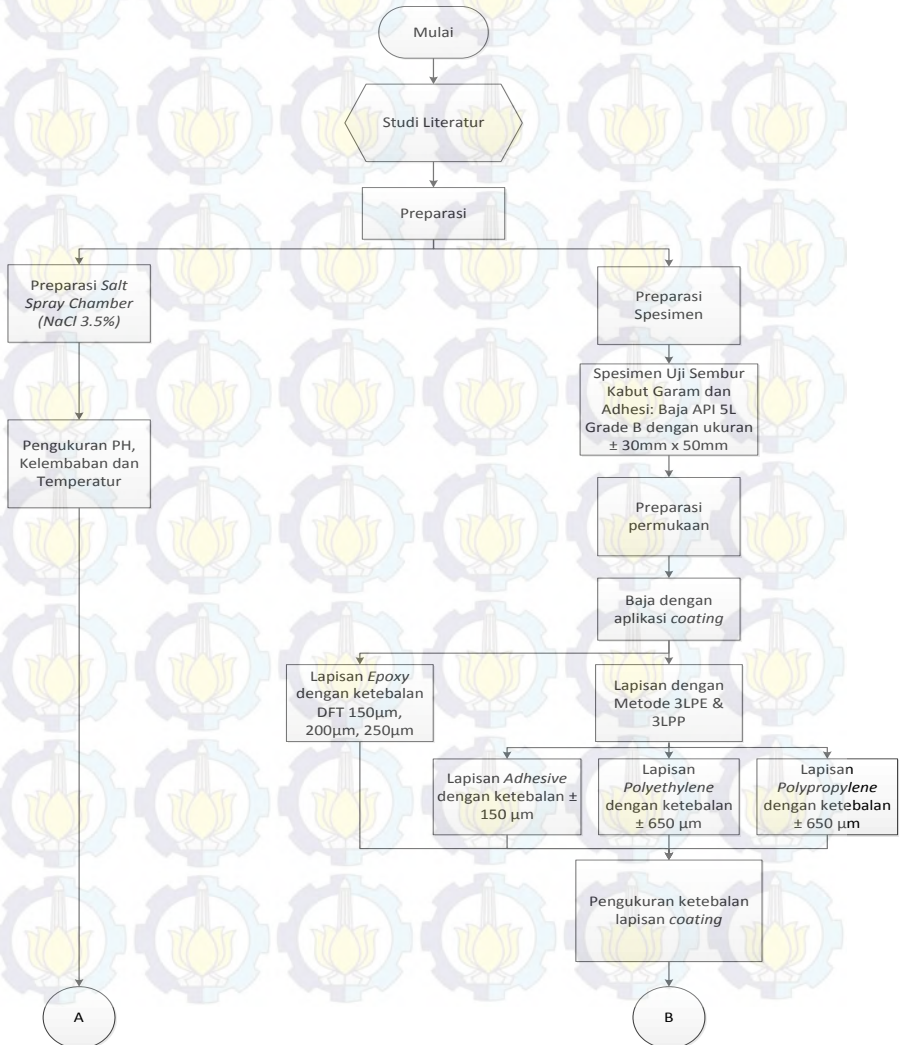 Mulai
Studi Literatur
Preparasi
Preparasi Salt
Spray Chamber
(NaCl 3.5%)
Pengukuran PH,
Kelembaban dan
Temperatur
Preparasi
Spesimen
Spesimen Uji Sembur
Kabut Garam dan
Adhesi: Baja API 5L
Grade B dengan ukuran
± 30mm x 50mm
Preparasi
permukaan
Baja dengan
aplikasi coating
Lapisan Epoxy
dengan ketebalan
DFT 150µm,
200µm, 250µm
Lapisan dengan
Metode 3LPE &
3LPP
Lapisan Adhesive
dengan ketebalan ±
150 µm
Lapisan
Polyethylene
dengan ketebalan
± 650 µm
Lapisan
Polypropylene
dengan ketebalan
± 650 µm
Pengukuran ketebalan
lapisan coating
A
B